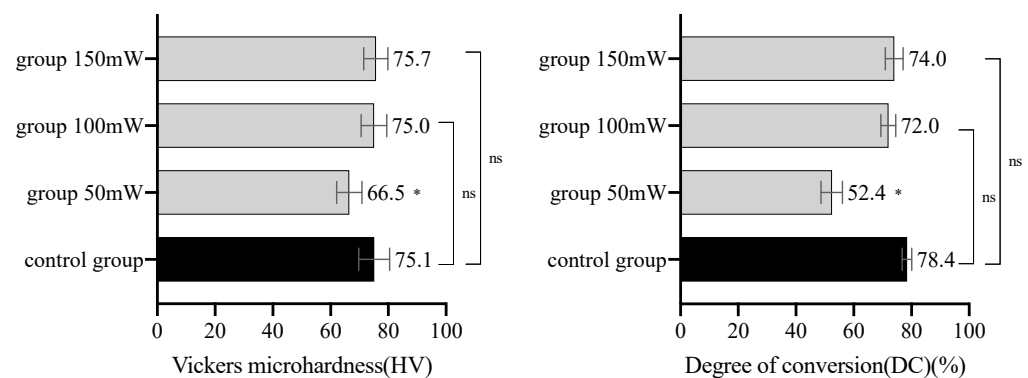 group 150mW
75.7
group 100mW
75.0
ns
ns
group 50mW
66.5 *
control group
75.1
0 20 40 60 80 100
Vickers microhardness(HV)
group 150mW
74.0
group 100mW
72.0
ns
ns
group 50mW
52.4 *
control group
78.4
0 20 40 60 80 100
Degree of conversion(DC)(%)